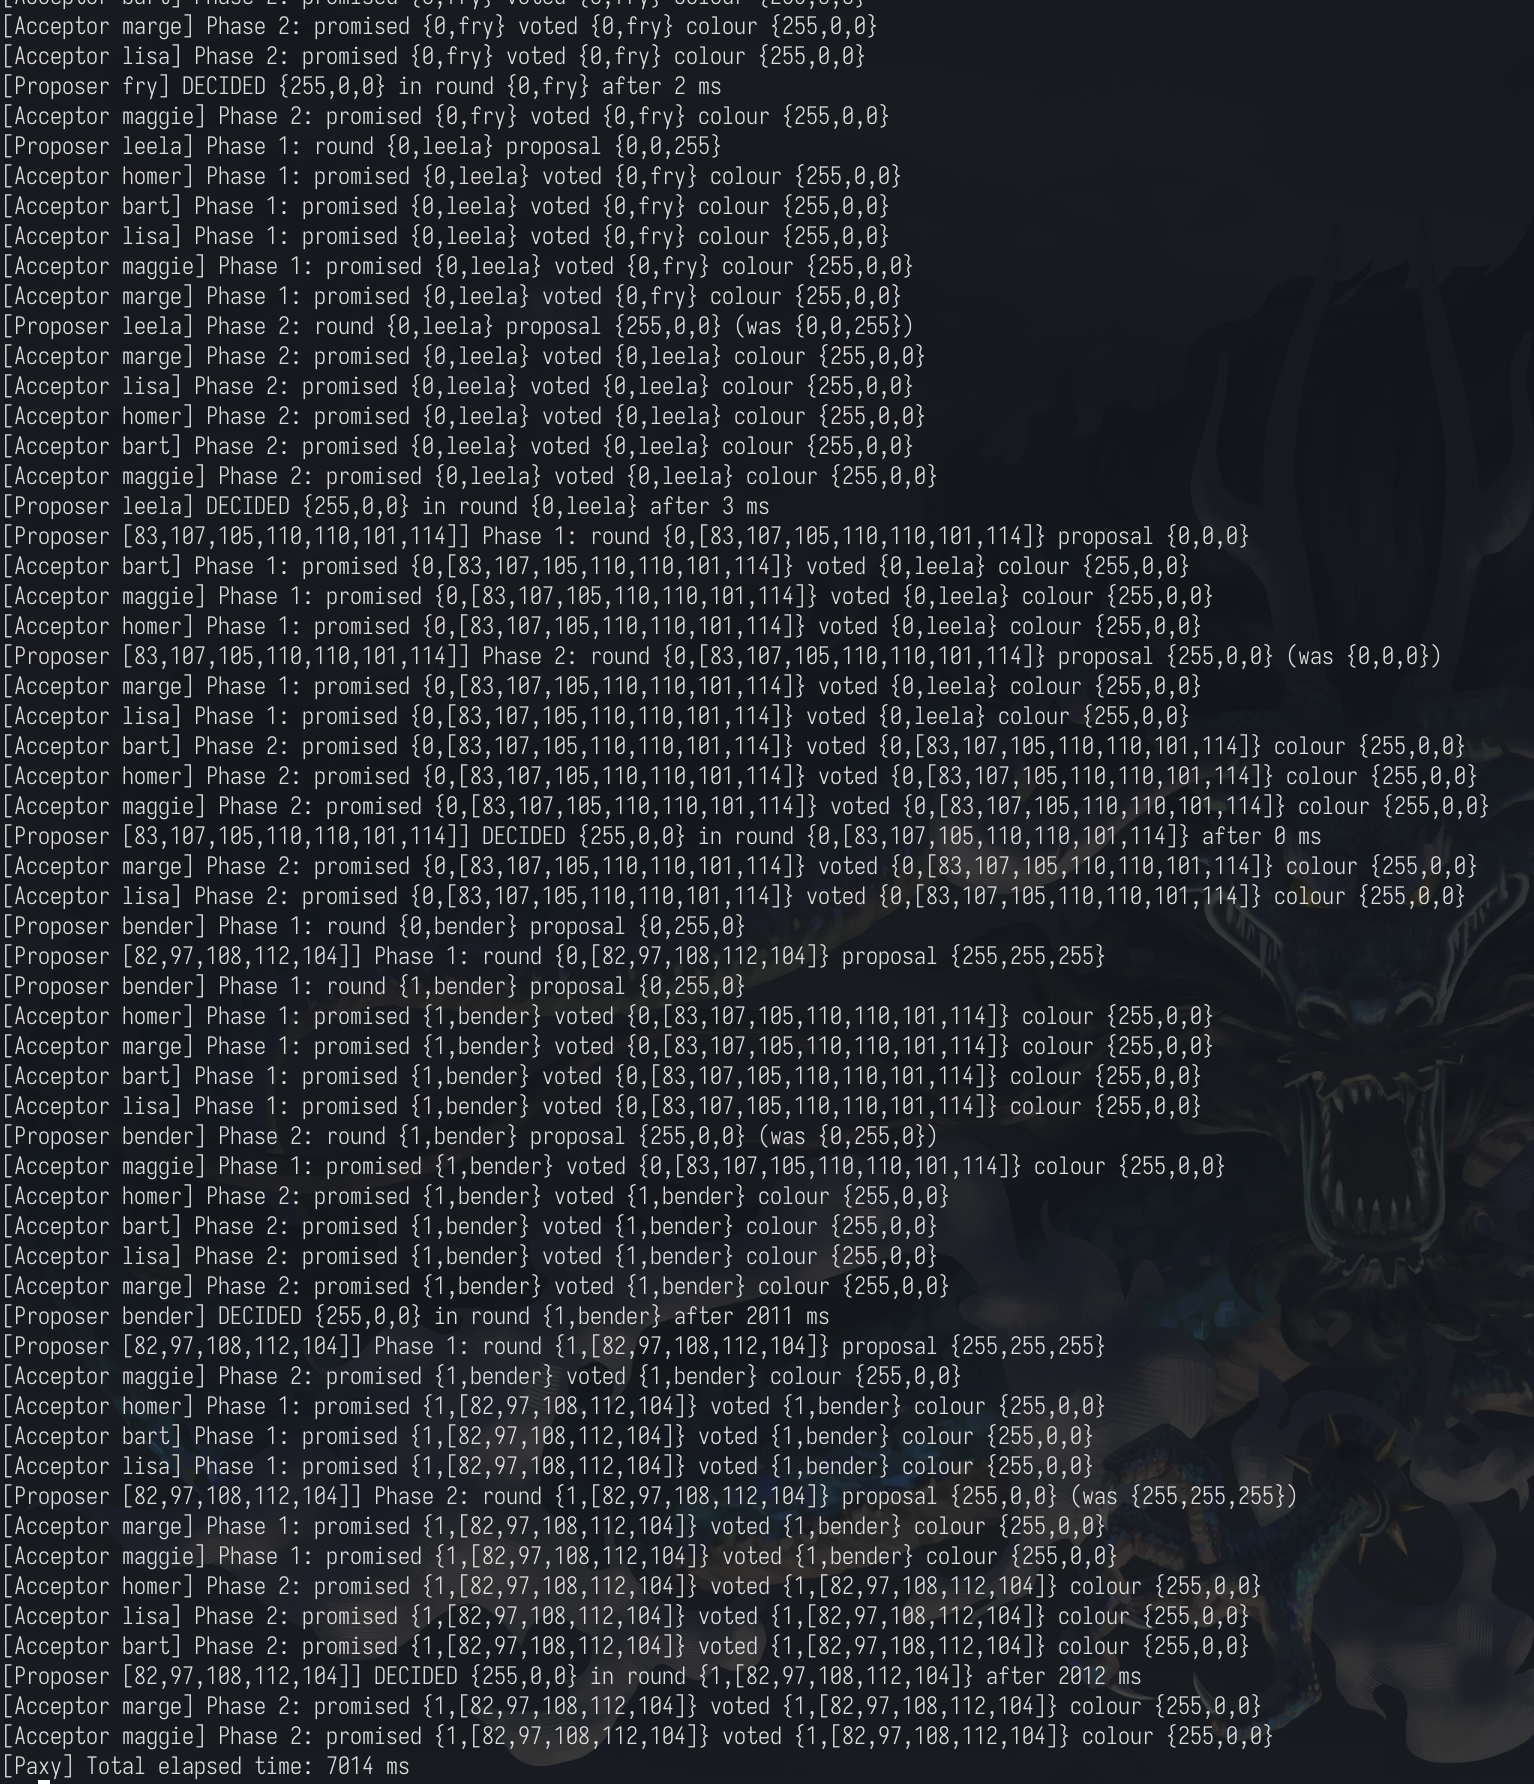 [Acceptor bart] Phase 2: promised {0,fry} voted {0,fry} colour {255,0,0}
[Acceptor marge] Phase 2: promised {0,fry} voted {0,fry} colour {255,0,0}
[Acceptor lisa] Phase 2: promised {0,fry} voted {0,fry} colour {255,0,0}
[Proposer fry] DECIDED {255,0,0} in round {0,fry} after 2 ms
[Acceptor maggie] Phase 2: promised {0,fry} voted {0,fry} colour {255,0,0}
[Proposer leela] Phase 1: round {0,leela} proposal {0,0,255}
[Acceptor homer] Phase 1: promised {0,leela} voted {0,fry} colour {255,0,0}
[Acceptor bart] Phase 1: promised {0,leela} voted {0,fry} colour {255,0,0}
[Acceptor lisa] Phase 1: promised {0,leela} voted {0,fry} colour {255,0,0}
[Acceptor maggie] Phase 1: promised {0,leela} voted {0,fry} colour {255,0,0}
[Acceptor marge] Phase 1: promised {0,leela} voted {0,fry} colour {255,0,0}
[Proposer leela] Phase 2: round {0,leela} proposal {255,0,0} (was {0,0,255})
[Acceptor marge] Phase 2: promised {0,leela} voted {0,leela} colour {255,0,0}
[Acceptor lisa] Phase 2: promised {0,leela} voted {0,leela} colour {255,0,0}
[Acceptor homer] Phase 2: promised {0,leela} voted {0,leela} colour {255,0,0}
[Acceptor bart] Phase 2: promised {0,leela} voted {0,leela} colour {255,0,0}
[Acceptor maggie] Phase 2: promised {0,leela} voted {0,leela} colour {255,0,0}
[Proposer leela] DECIDED {255,0,0} in round {0,leela} after 3 ms
[Proposer [83,107,105,110,110,101,114]] Phase 1: round {0,[83,107,105,110,110,101,114]} proposal {0,0,0}
[Acceptor bart] Phase 1: promised {0,[83,107,105,110,110,101,114]} voted {0,leela} colour {255,0,0}
[Acceptor maggie] Phase 1: promised {0,[83,107,105,110,110,101,114]} voted {0,leela} colour {255,0,0}
[Acceptor homer] Phase 1: promised {0,[83,107,105,110,110,101,114]} voted {0,leela} colour {255,0,0}
[Proposer [83,107,105,110,110,101,114]] Phase 2: round {0,[83,107,105,110,110,101,114]} proposal {255,0,0} (was {0,0,0})
[Acceptor marge] Phase 1: promised {0,[83,107,105,110,110,101,114]} voted {0,leela} colour {255,0,0}
[Acceptor lisa] Phase 1: promised {0,[83,107,105,110,110,101,114]} voted {0,leela} colour {255,0,0}
[Acceptor bart] Phase 2: promised {0,[83,107,105,110,110,101,114]} voted {0,[83,107,105,110,110,101,114]} colour {255,0,0}
[Acceptor homer] Phase 2: promised {0,[83,107,105,110,110,101,114]} voted {0,[83,107,105,110,110,101,114]} colour {255,0,0}
[Acceptor maggie] Phase 2: promised {0,[83,107,105,110,110,101,114]} voted {0,[83,107,105,110,110,101,114]} colour {255,0,0}
[Proposer [83,107,105,110,110,101,114]] DECIDED {255,0,0} in round {0,[83,107,105,110,110,101,114]} after 0 ms
[Acceptor marge] Phase 2: promised {0,[83,107,105,110,110,101,114]} voted {0,[83,107,105,110,110,101,114]} colour {255,0,0}
[Acceptor lisa] Phase 2: promised {0,[83,107,105,110,110,101,114]} voted {0,[83,107,105,110,110,101,114]} colour {255,0,0}
[Proposer bender] Phase 1: round {0,bender} proposal {0,255,0}
[Proposer [82,97,108,112,104]] Phase 1: round {0,[82,97,108,112,104]} proposal {255,255,255}
[Proposer bender] Phase 1: round {1,bender} proposal {0,255,0}
[Acceptor homer] Phase 1: promised {1,bender} voted {0,[83,107,105,110,110,101,114]} colour {255,0,0}
[Acceptor marge] Phase 1: promised {1,bender} voted {0,[83,107,105,110,110,101,114]} colour {255,0,0}
[Acceptor bart] Phase 1: promised {1,bender} voted {0,[83,107,105,110,110,101,114]} colour {255,0,0}
[Acceptor lisa] Phase 1: promised {1,bender} voted {0,[83,107,105,110,110,101,114]} colour {255,0,0}
[Proposer bender] Phase 2: round {1,bender} proposal {255,0,0} (was {0,255,0})
[Acceptor maggie] Phase 1: promised {1,bender} voted {0,[83,107,105,110,110,101,114]} colour {255,0,0}
[Acceptor homer] Phase 2: promised {1,bender} voted {1,bender} colour {255,0,0}
[Acceptor bart] Phase 2: promised {1,bender} voted {1,bender} colour {255,0,0}
[Acceptor lisa] Phase 2: promised {1,bender} voted {1,bender} colour {255,0,0}
[Acceptor marge] Phase 2: promised {1,bender} voted {1,bender} colour {255,0,0}
[Proposer bender] DECIDED {255,0,0} in round {1,bender} after 2011 ms
[Proposer [82,97,108,112,104]] Phase 1: round {1,[82,97,108,112,104]} proposal {255,255,255}
[Acceptor maggie] Phase 2: promised {1,bender} voted {1,bender} colour {255,0,0}
[Acceptor homer] Phase 1: promised {1,[82,97,108,112,104]} voted {1,bender} colour {255,0,0}
[Acceptor bart] Phase 1: promised {1,[82,97,108,112,104]} voted {1,bender} colour {255,0,0}
[Acceptor lisa] Phase 1: promised {1,[82,97,108,112,104]} voted {1,bender} colour {255,0,0}
[Proposer [82,97,108,112,104]] Phase 2: round {1,[82,97,108,112,104]} proposal {255,0,0} (was {255,255,255})
[Acceptor marge] Phase 1: promised {1,[82,97,108,112,104]} voted {1,bender} colour {255,0,0}
[Acceptor maggie] Phase 1: promised {1,[82,97,108,112,104]} voted {1,bender} colour {255,0,0}
[Acceptor homer] Phase 2: promised {1,[82,97,108,112,104]} voted {1,[82,97,108,112,104]} colour {255,0,0}
[Acceptor lisa] Phase 2: promised {1,[82,97,108,112,104]} voted {1,[82,97,108,112,104]} colour {255,0,0}
[Acceptor bart] Phase 2: promised {1,[82,97,108,112,104]} voted {1,[82,97,108,112,104]} colour {255,0,0}
[Proposer [82,97,108,112,104]] DECIDED {255,0,0} in round {1,[82,97,108,112,104]} after 2012 ms
[Acceptor marge] Phase 2: promised {1,[82,97,108,112,104]} voted {1,[82,97,108,112,104]} colour {255,0,0}
[Acceptor maggie] Phase 2: promised {1,[82,97,108,112,104]} voted {1,[82,97,108,112,104]} colour {255,0,0}
[Paxy] Total elapsed time: 7014 ms